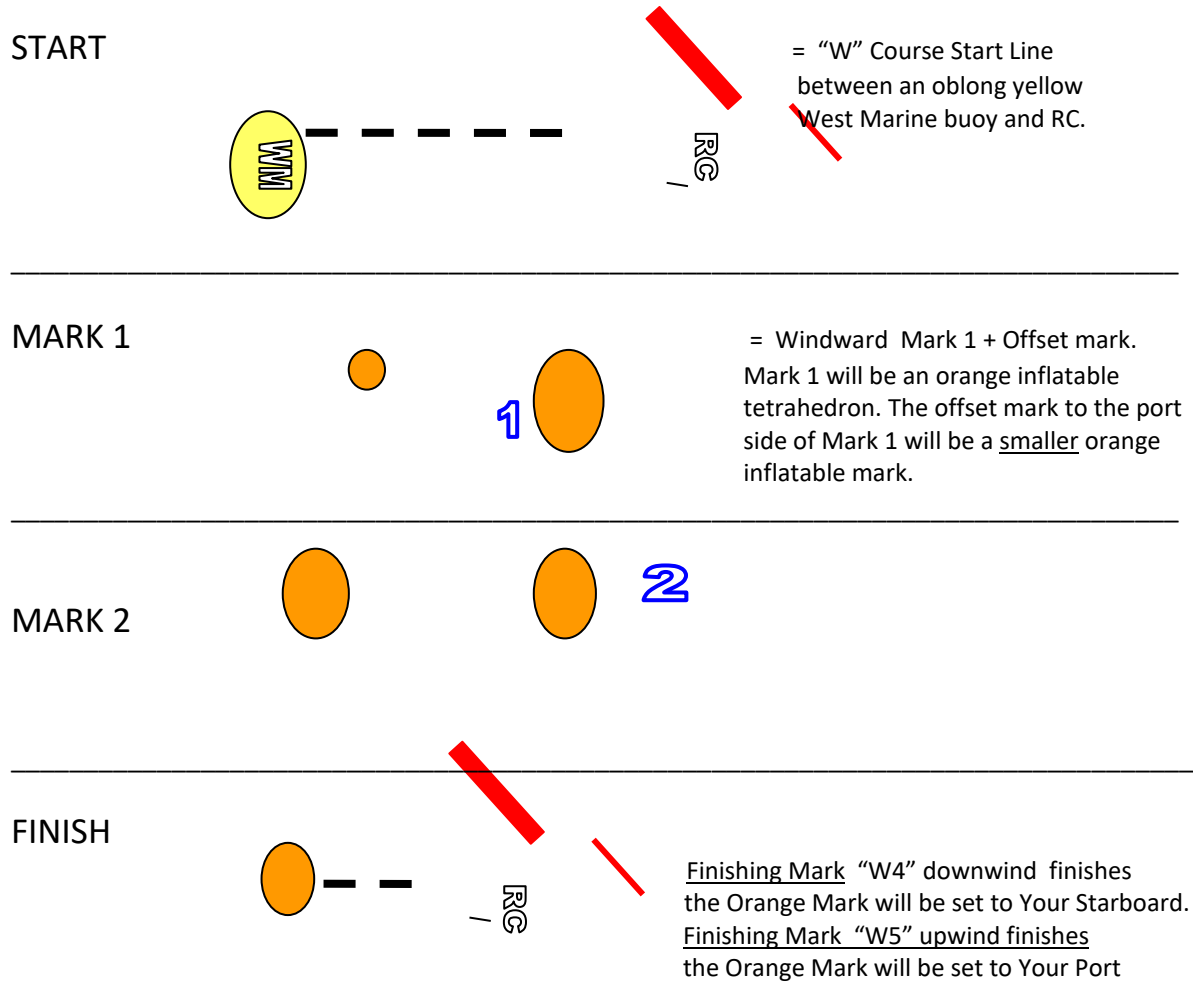 START
= “W” Course Start Line
between an oblong yellow
West Marine buoy and RC.
WM
RC
MARK 1
= Windward Mark 1 + Offset mark.
Mark 1 will be an orange inflatable
tetrahedron. The offset mark to the port
side of Mark 1 will be a smaller orange
inflatable mark.
1
MARK 2
2
FINISH
RC
Finishing Mark “W4” downwind finishes
the Orange Mark will be set to Your Starboard.
Finishing Mark “W5” upwind finishes
the Orange Mark will be set to Your Port